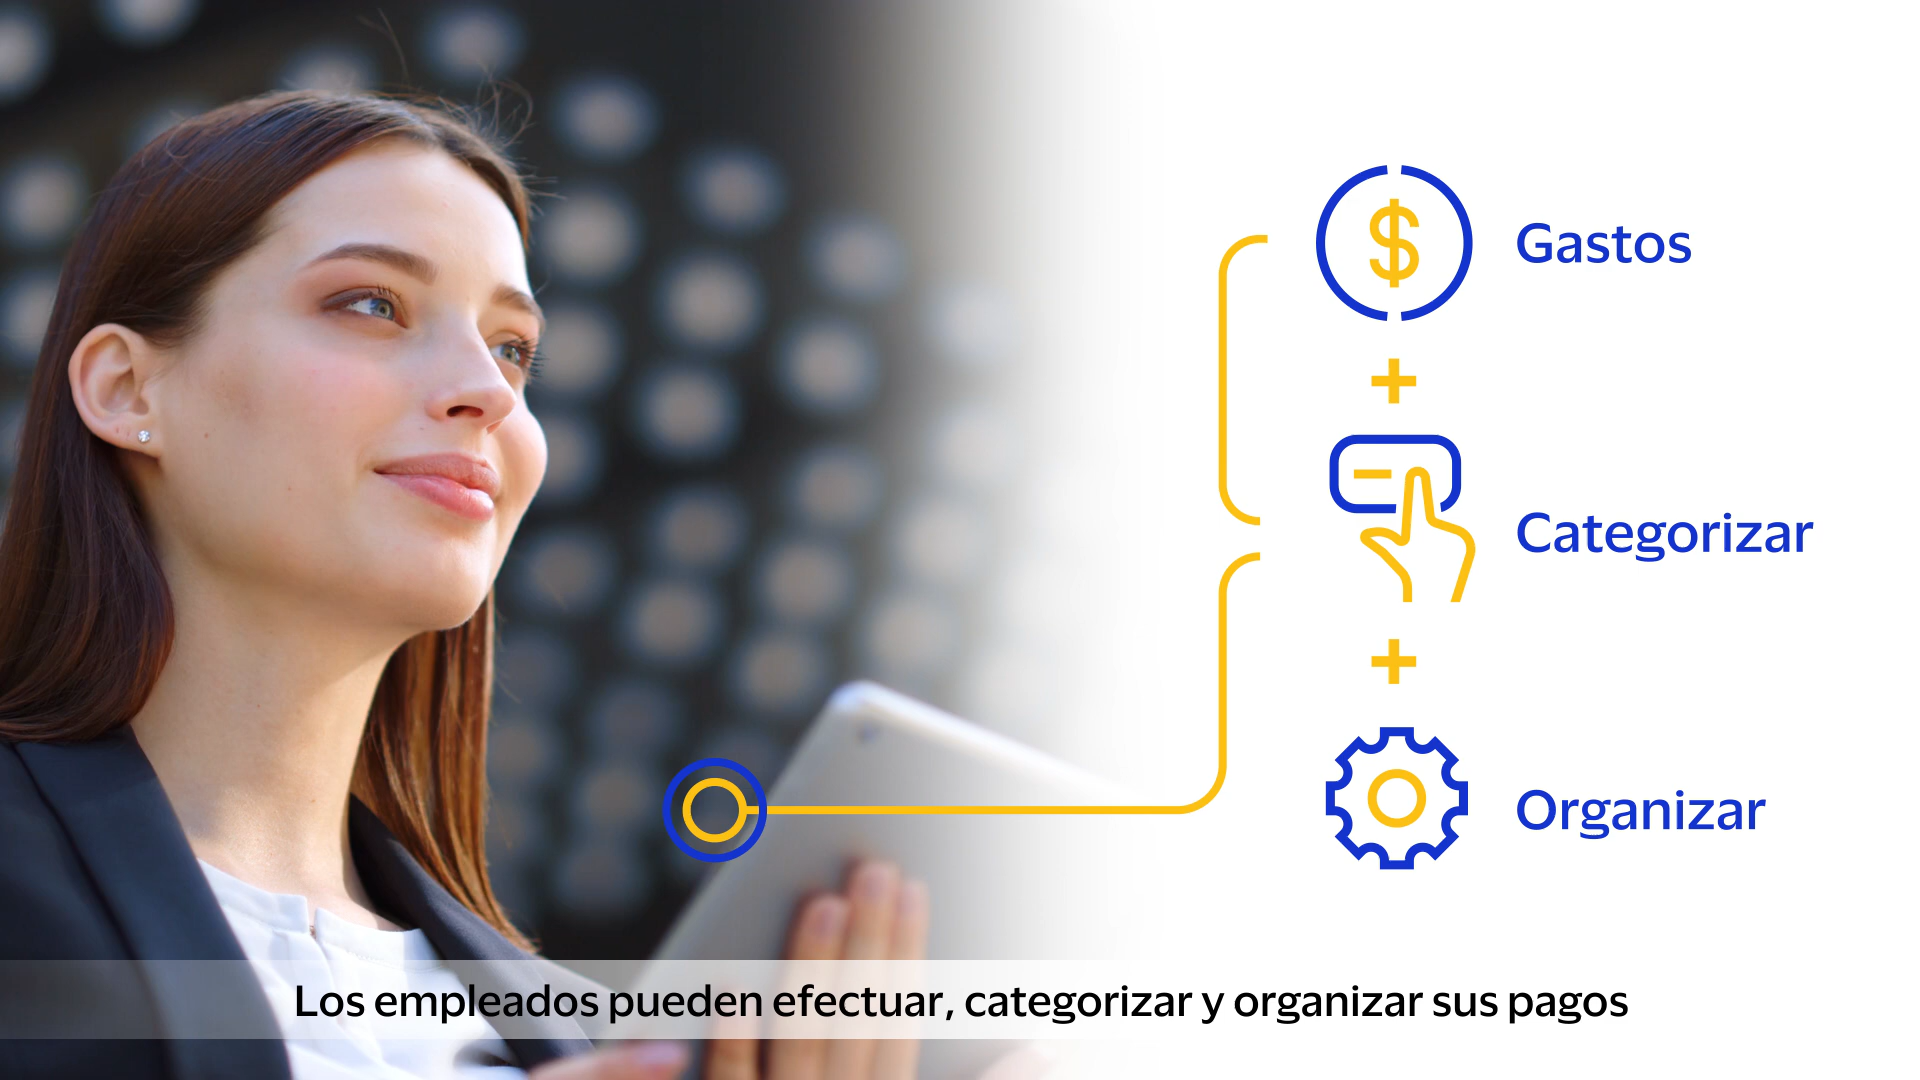 $
Gastos
+
Categorizar
+
Organizar
Los empleados pueden efectuar, categorizar y organizar sus pagos